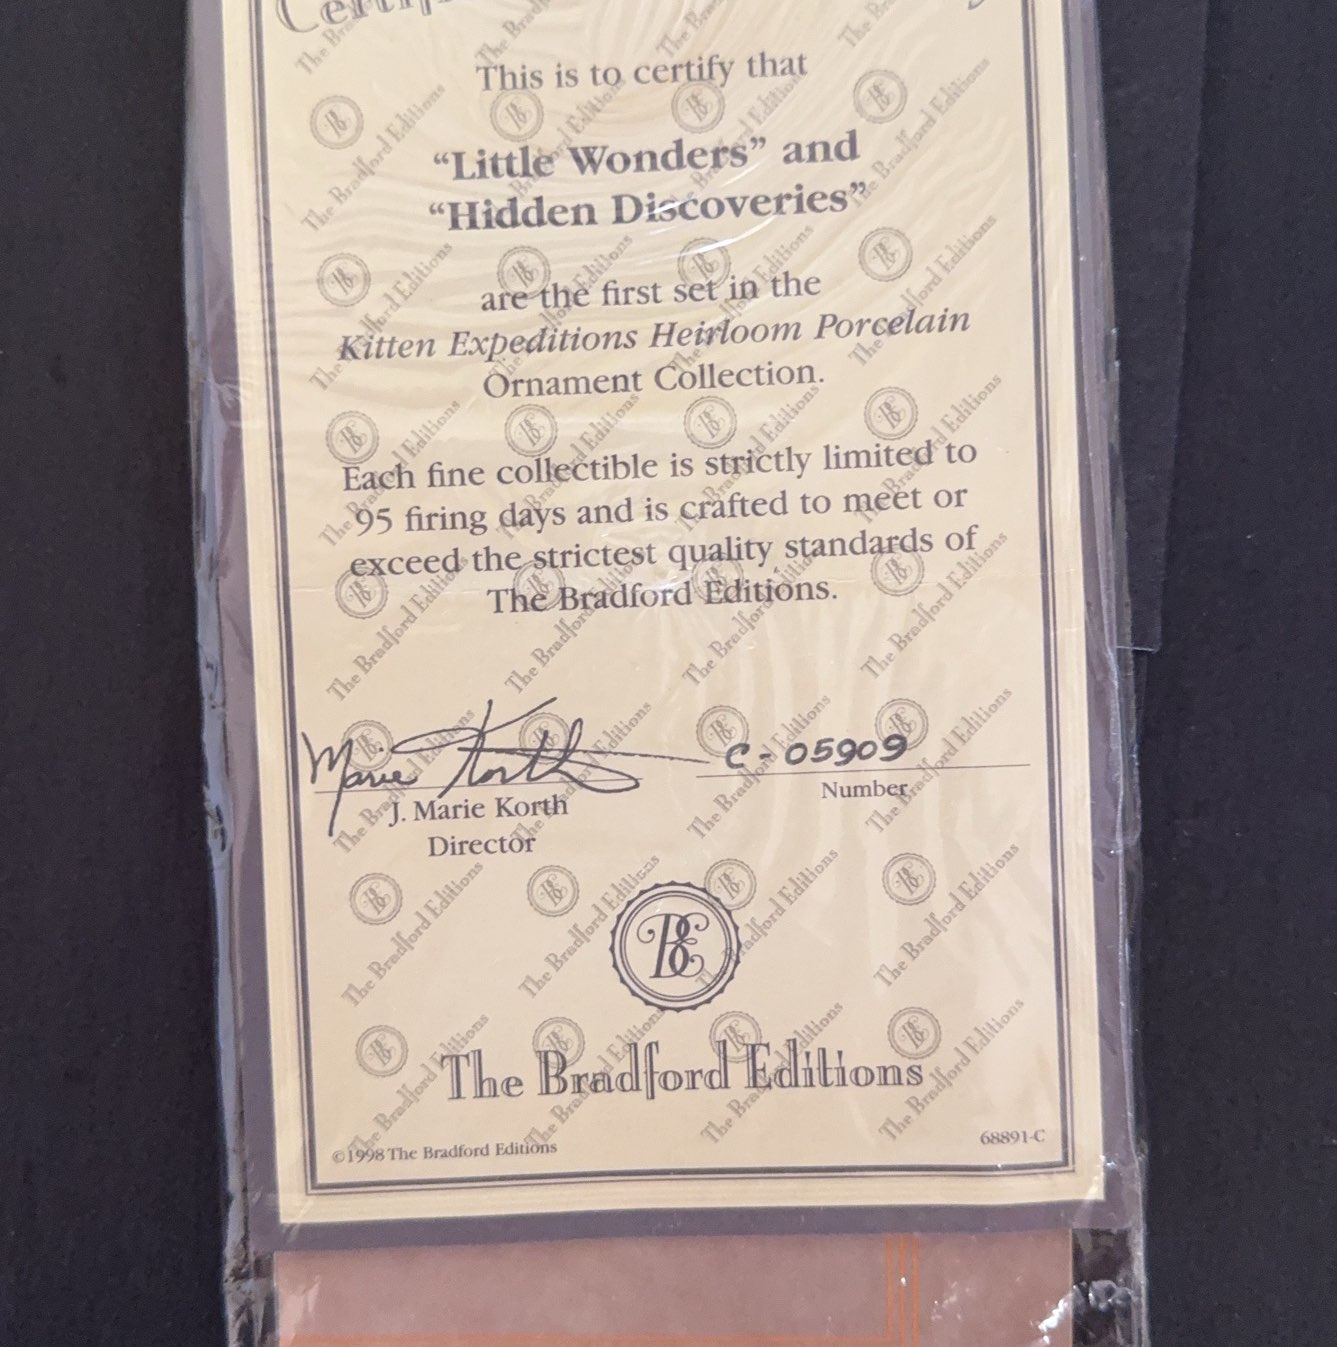 This is to certify that
“Little Wonders” and
“Hidden Discoveries”
are the first set in the
Kitten Expeditions Heirloom Porcelain
Ornament Collection.
Each fine collectible is strictly limited to
95 firing days and is crafted to meet or
exceed the strictest quality standards of
The Bradford Editions.
Marie Korth
C-05909
J. Marie Korth
Number
Director
BE
The Bradford Editions
©1998 The Bradford Editions
68891-C